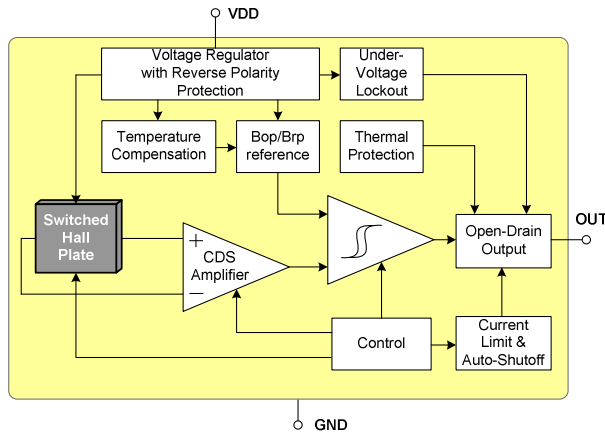 VDD
Voltage Regulator
with Reverse Polarity
Protection
Under-
Voltage
Lockout
Temperature
Compensation
Bop/Brp
reference
Thermal
Protection
Switched
Hall
Plate
+
CDS
Amplifier
−
Open-Drain
Output
OUT
Control
Current
Limit &
Auto-Shutoff
GND